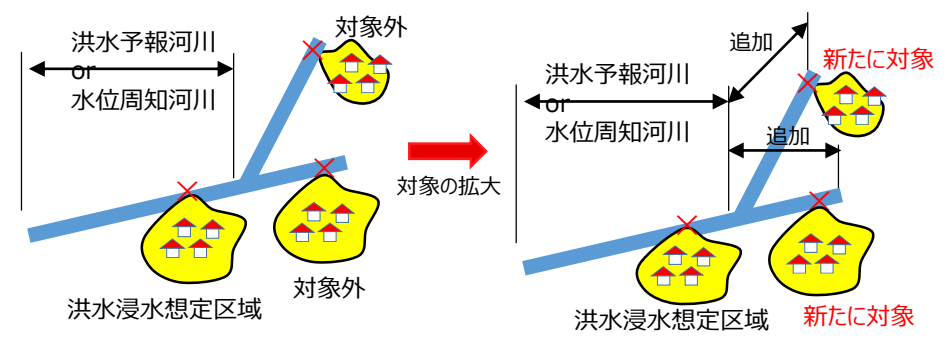 洪水予報河川
or
水位周知河川
対象外
対象外
洪水浸水想定区域
対象の拡大
追加
新たに対象
洪水予報河川
or
水位周知河川
追加
洪水浸水想定区域
新たに対象